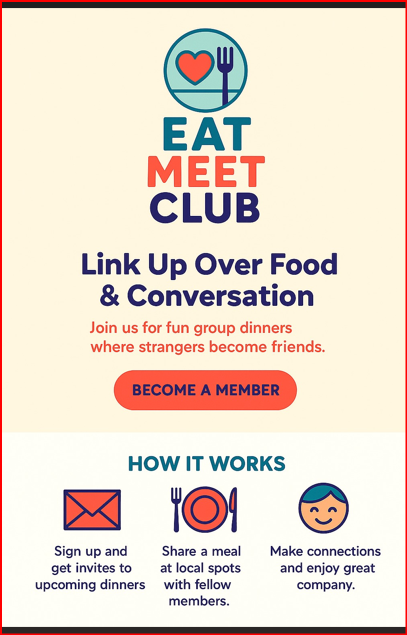 EAT
MEET
CLUB
Link Up Over Food
& Conversation
Join us for fun group dinners
where strangers become friends.
BECOME A MEMBER
HOW IT WORKS
Sign up and
get invites to
upcoming dinners
Share a meal
at local spots
with fellow
members.
Make connections
and enjoy great
company.